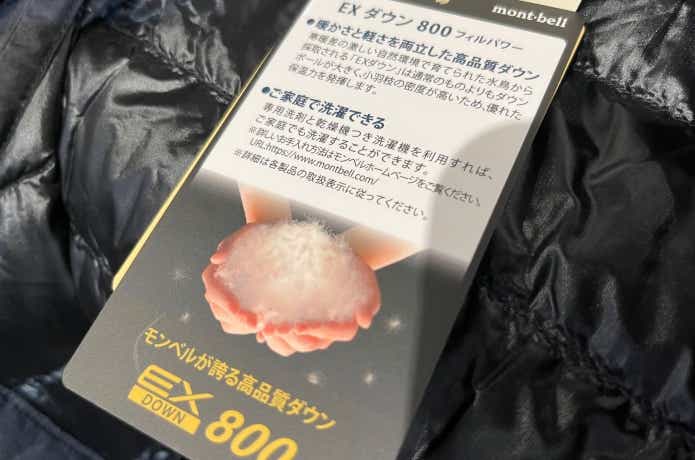 mont-bell
EX ダウン 800 フィルパワー
●暖かさと軽さを両立した高品質ダウン
寒暖差の激しい自然環境で育てられた水鳥から
採取される「EXダウン」は通常のものよりもダウン
ボールが大きく小羽枝の密度が高いため、優れた
保温力を発揮します。
●ご家庭で洗濯できる
専用洗剤と乾燥機つき洗濯機を利用すれば、
ご家庭でも洗濯することができます。
※詳しいお手入れ方法はモンベルホームページをご覧ください。
URL:https://www.montbell.com/
※詳細は各製品の取扱表示に従ってください。
モンベルが誇る高品質ダウン
EX
DOWN
800